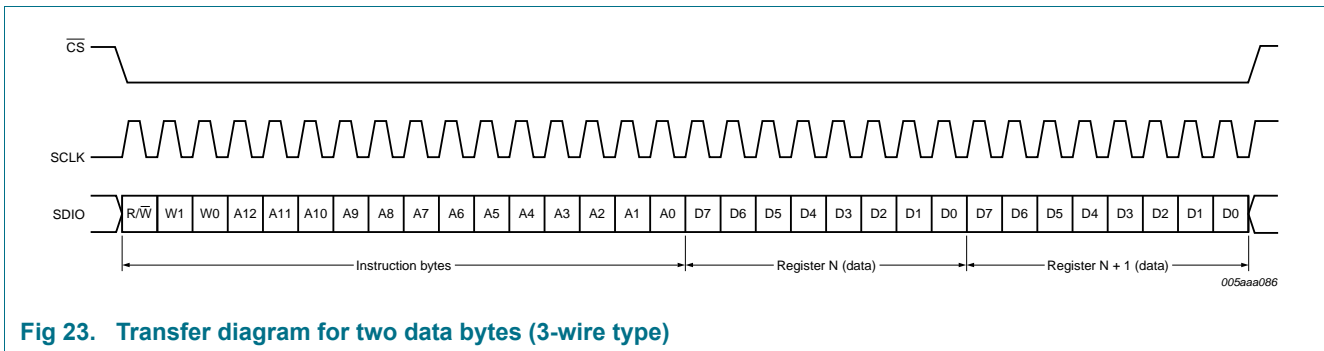 CS
SCLK
SDIO R/W W1 W0 A12 A11 A10 A9 A8 A7 A6 A5 A4 A3 A2 A1 A0 D7 D6 D5 D4 D3 D2 D1 D0 D7 D6 D5 D4 D3 D2 D1 D0
Instruction bytes Register N (data) Register N + 1 (data)
005aaa086
Fig 23. Transfer diagram for two data bytes (3-wire type)